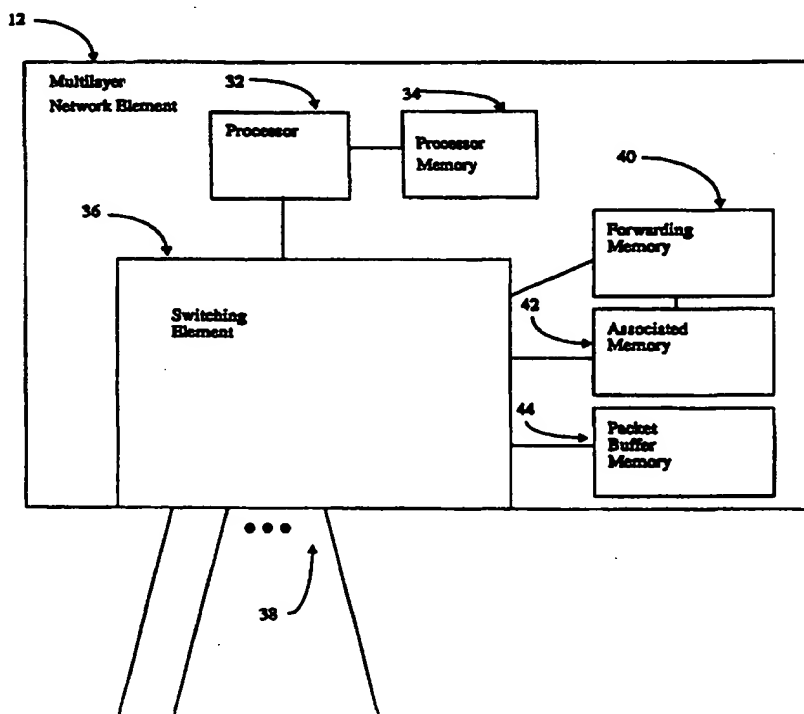 12
Multilayer
Network Element
32
Processor
34
Processor
Memory
40
Forwarding
Memory
36
Switching
Element
42
Associated
Memory
44
Packet
Buffer
Memory
38